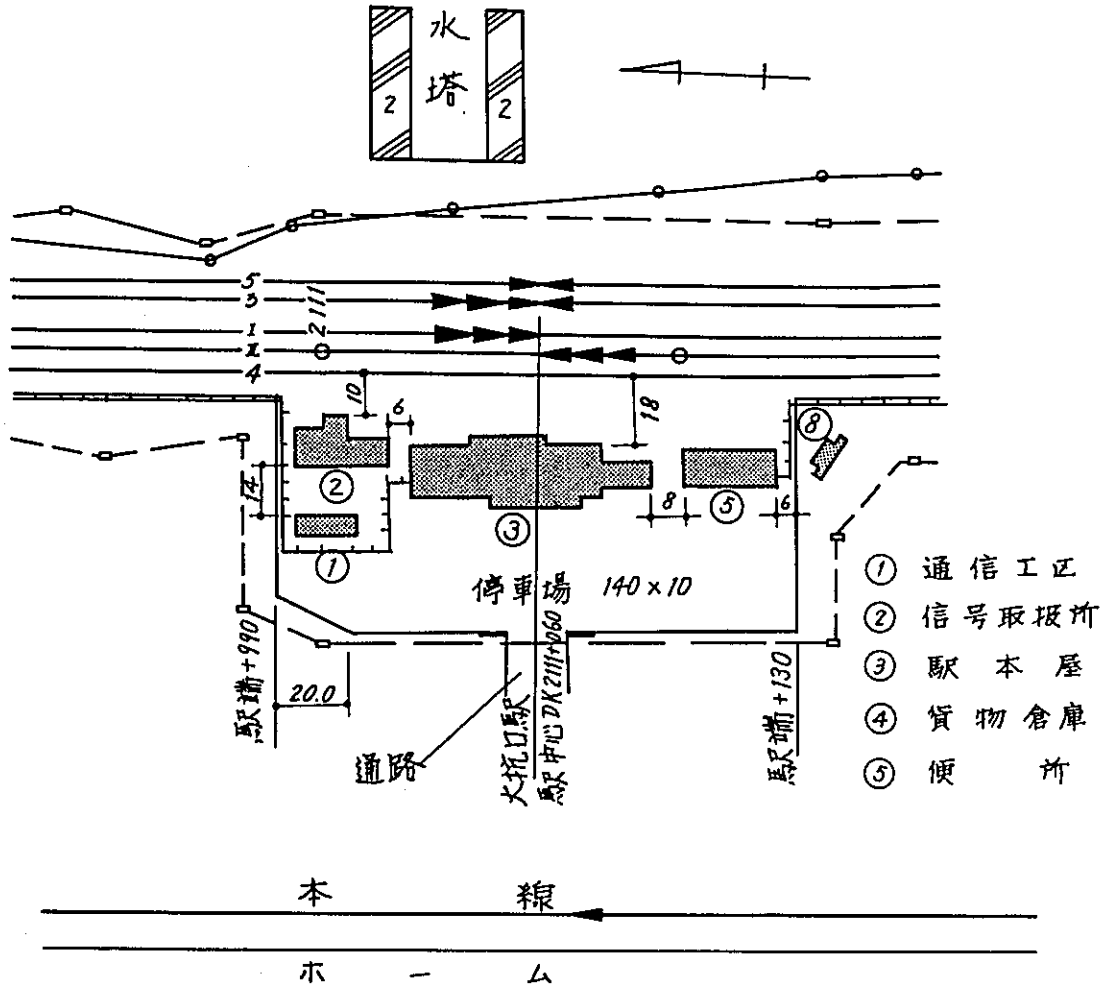 水塔
2
2
5
3
1
II
4
2111
10
6
18
14
8
6
②
①
③
⑤
⑧
停車場 140×10
20.0
駅端+990
大抗口駅
駅中心DK2111+060
駅端+130
通路
① 通信工区
② 信号取扱所
③ 駅本屋
④ 貨物倉庫
⑤ 便所
本線
ホーム